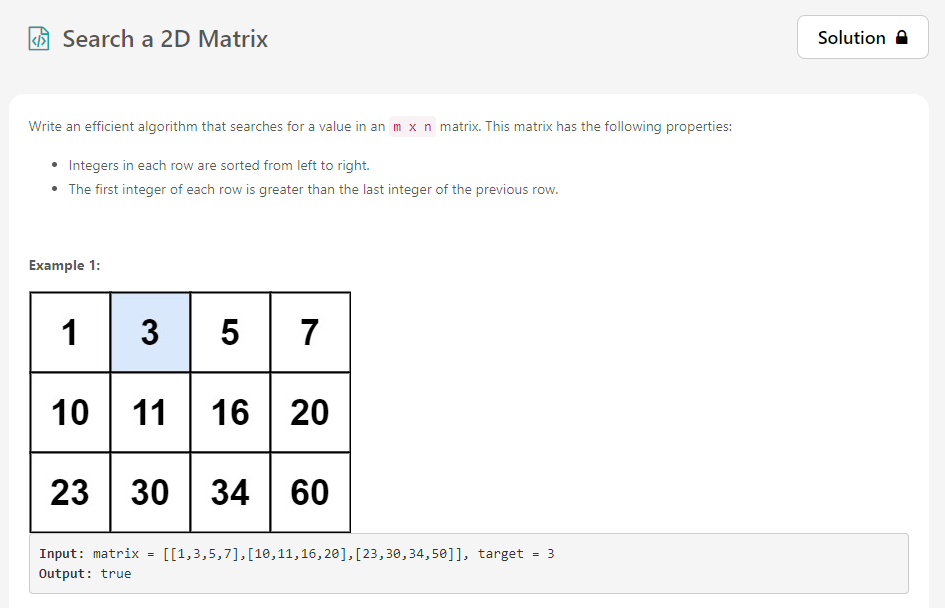 Search a 2D Matrix
Solution
Write an efficient algorithm that searches for a value in an m x n matrix. This matrix has the following properties:
• Integers in each row are sorted from left to right.
• The first integer of each row is greater than the last integer of the previous row.
Example 1:
1 3 5 7
10 11 16 20
23 30 34 60
Input: matrix = [[1,3,5,7],[10,11,16,20],[23,30,34,50]], target = 3
Output: true